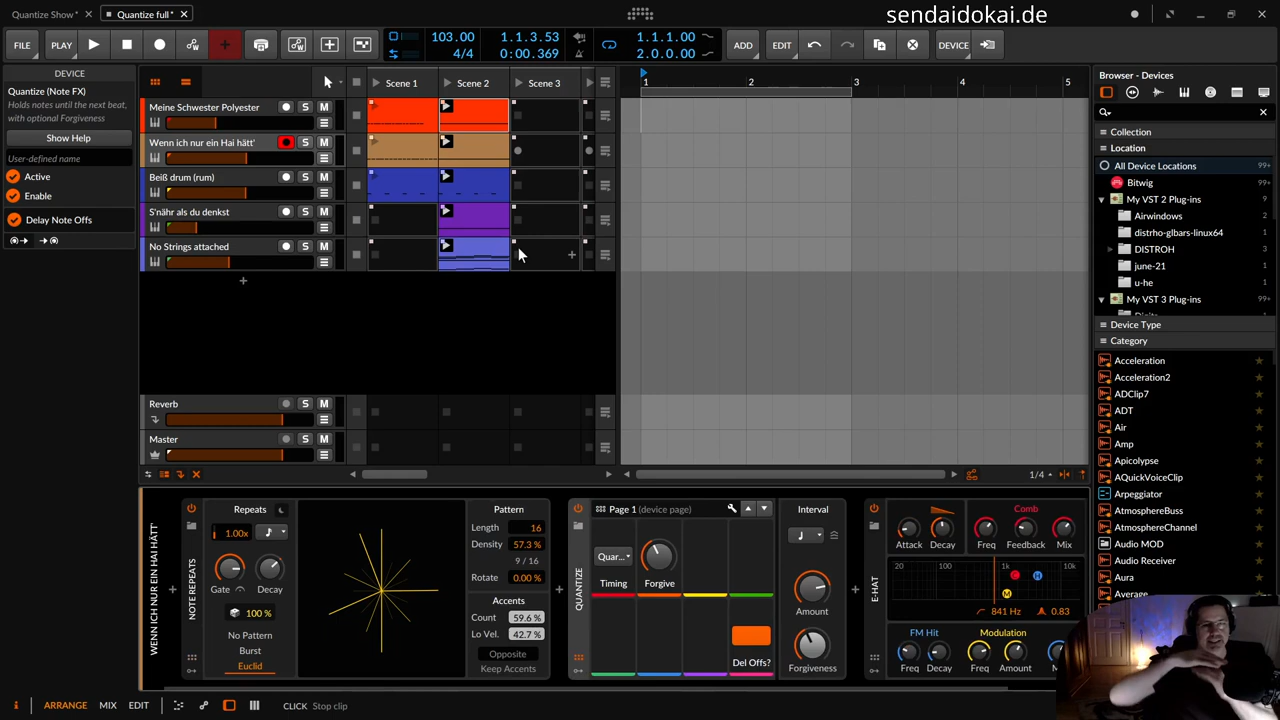 Quantize Show*
Quantize full*
sendaidokai.de
FILE
PLAY
103.00
4/4
1.1.3.53
0:00.369
1.1.1.00
2.0.0.00
ADD
EDIT
DEVICE
DEVICE
Quantize (Note FX)
Holds notes until the next beat,
with optional Forgiveness
Show Help
User-defined name
Active
Enable
Delay Note Offs
Scene 1
Scene 2
Scene 3
Meine Schwester Polyester
S M
Wenn ich nur ein Hai hätt'
S M
Beiß drum (rum)
S M
S'nähr als du denkst
S M
No Strings attached
S M
Reverb
S M
Master
S M
1 2 3 4 5
1/4
Browser - Devices
Collection
Location
All Device Locations 99+
Bitwig 99+
My VST 2 Plug-ins 9
Airwindows 2
distrho-glbars-linux64 2
DISTROH 2
june-21 1
u-he 2
My VST 3 Plug-ins 99+
Device Type
Category
Acceleration
Acceleration2
ADClip7
ADT
Air
Amp
Apicolypse
AQuickVoiceClip
Arpeggiator
AtmosphereBuss
AtmosphereChannel
Audio MOD
Audio Receiver
Aura
Average
WENN ICH NUR EIN HAI HÄTT'
NOTE REPEATS
Repeats
1.00x
Gate
Decay
100 %
No Pattern
Burst
Euclid
Pattern
Length 16
Density 57.3 %
9 / 16
Rotate 0.00 %
Accents
Count 59.6 %
Lo Vel. 42.7 %
Opposite
Keep Accents
QUANTIZE
Page 1 (device page)
Quar...
Timing
Forgive
Del Offs?
Interval
Amount
Forgiveness
E-HAT
Attack
Decay
Comb
Freq
Feedback
Mix
20 100 1k 10k
C H
M
841 Hz
0.83
FM Hit
Freq
Decay
Modulation
Freq
Amount
i
ARRANGE
MIX
EDIT
CLICK Stop clip